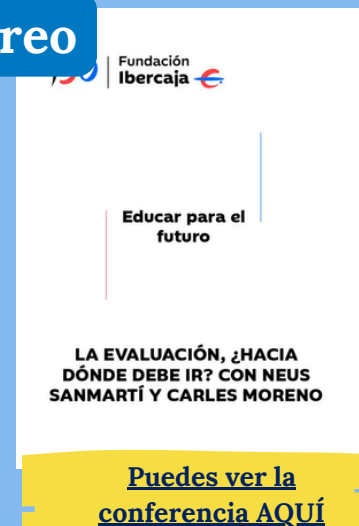 reo
Fundación
Ibercaja
Educar para el
futuro
LA EVALUACIÓN, ¿HACIA
DÓNDE DEBE IR? CON NEUS
SANMARTÍ Y CARLES MORENO
Puedes ver la
conferencia AQUÍ